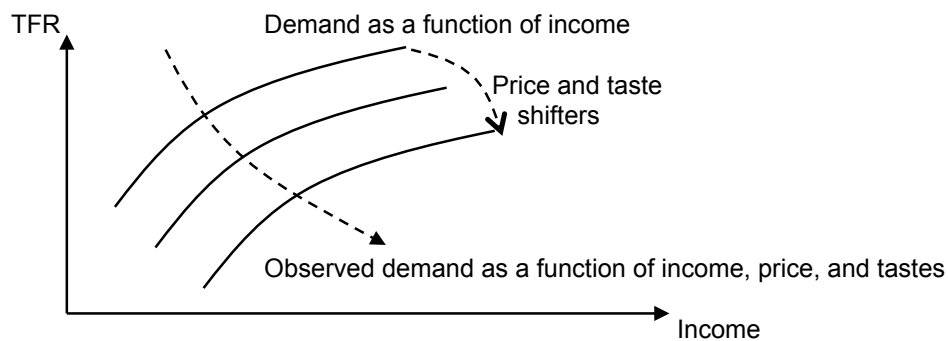 TFR
Demand as a function of income
Price and taste
shifters
Observed demand as a function of income, price, and tastes
Income